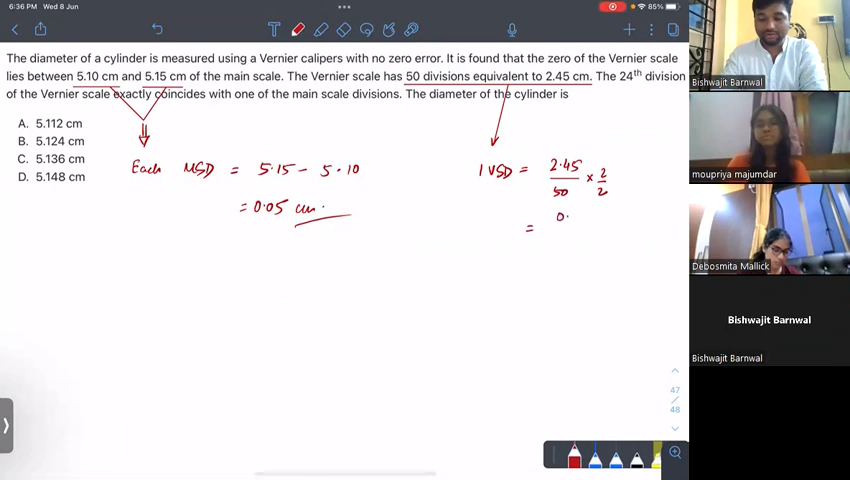 6:36 PM Wed 8 Jun
85%
The diameter of a cylinder is measured using a Vernier calipers with no zero error. It is found that the zero of the Vernier scale
lies between 5.10 cm and 5.15 cm of the main scale. The Vernier scale has 50 divisions equivalent to 2.45 cm. The 24th division
of the Vernier scale exactly coincides with one of the main scale divisions. The diameter of the cylinder is
A. 5.112 cm
B. 5.124 cm
C. 5.136 cm
D. 5.148 cm
Each MSD = 5.15 - 5.10
= 0.05 cm.
1 VSD = 2.45/50 × 2/2
= 0.
Bishwajit Barnwal
moupriya majumdar
Debosmita Mallick
Bishwajit Barnwal
Bishwajit Barnwal
47
/
48